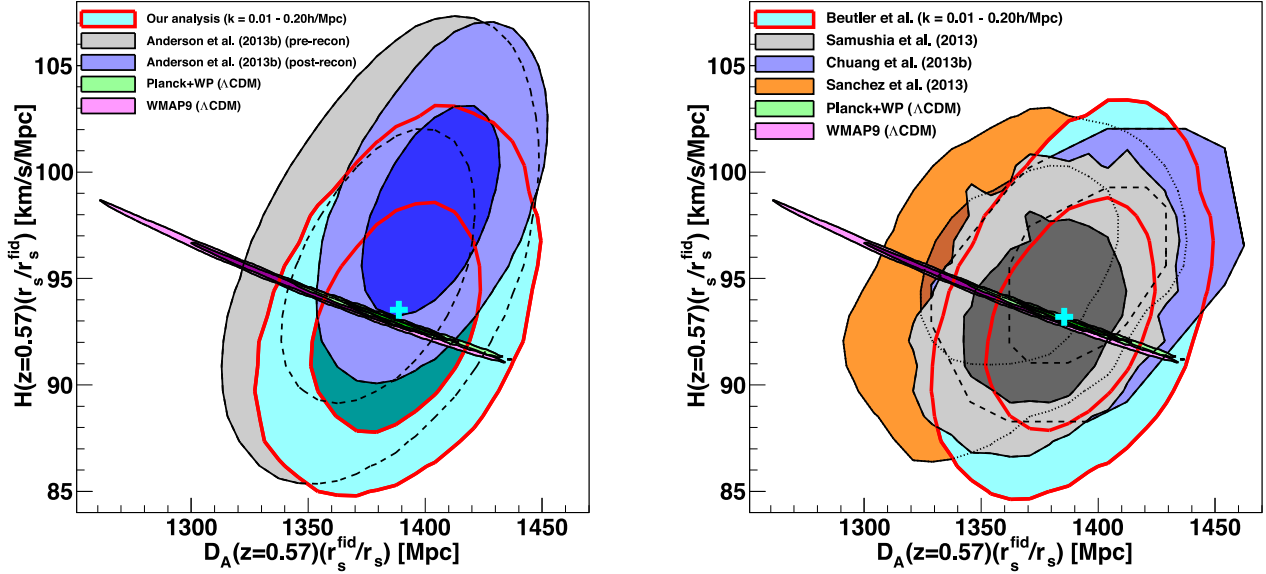 Our analysis (k = 0.01 - 0.20h/Mpc)
Anderson et al. (2013b) (pre-recon)
Anderson et al. (2013b) (post-recon)
Planck+WP (ΛCDM)
WMAP9 (ΛCDM)
H(z=0.57)(r_s/r_s^fid) [km/s/Mpc]
105
100
95
90
85
1300 1350 1400 1450
D_A(z=0.57)(r_s^fid/r_s) [Mpc]
Beutler et al. (k = 0.01 - 0.20h/Mpc)
Samushia et al. (2013)
Chuang et al. (2013b)
Sanchez et al. (2013)
Planck+WP (ΛCDM)
WMAP9 (ΛCDM)
H(z=0.57)(r_s/r_s^fid) [km/s/Mpc]
105
100
95
90
85
1300 1350 1400 1450
D_A(z=0.57)(r_s^fid/r_s) [Mpc]